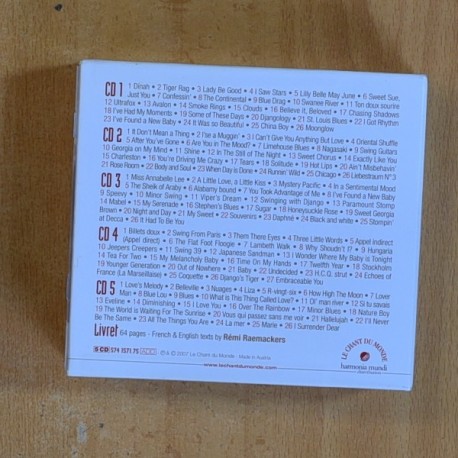 CD 1 1 Dinah • 2 Tiger Rag • 3 Lady Be Good • 4 I Saw Stars • 5 Lilly Belle May June • 6 Sweet Sue,
Just You • 7 Confessin' • 8 The Continental • 9 Blue Drag • 10 Swanee River • 11 Ton doux sourire
12 Ultrafox • 13 Avalon • 14 Smoke Rings • 15 Clouds • 16 Believe It, Beloved • 17 Chasing Shadows
18 I've Had My Moments • 19 Some of These Days • 20 Djangology • 21 St. Louis Blues • 22 I Got Rhythm
23 I've Found A New Baby • 24 It Was so Beautiful • 25 China Boy • 26 Moonglow
CD 2 1 It Don't Mean a Thing • 2 I'se a Muggin' • 3 I Can't Give You Anything But Love • 4 Oriental Shuffle
5 After You've Gone • 6 Are You in the Mood? • 7 Limehouse Blues • 8 Nagasaki • 9 Swing Guitars
10 Georgia on My Mind • 11 Shine • 12 In The Still of The Night • 13 Sweet Chorus • 14 Exactly Like You
15 Charleston • 16 You're Driving Me Crazy • 17 Tears • 18 Solitude • 19 Hot Lips • 20 Ain't Misbehavin'
21 Rose Room • 22 Body and Soul • 23 When Day is Done • 24 Runnin' Wild • 25 Chicago • 26 Liebestraum N°3
CD 3 1 Miss Annabelle Lee • 2 A Little Love, a Little Kiss • 3 Mystery Pacific • 4 In a Sentimental Mood
5 The Sheik of Araby • 6 Alabamy bound • 7 You Took Advantage of Me • 8 I've Found a New Baby
9 Speevy • 10 Minor Swing • 11 Viper's Dream • 12 Swinging with Django • 13 Paramount Stomp
14 Mabel • 15 My Serenade • 16 Stephen's Blues • 17 Sugar • 18 Honeysuckle Rose • 19 Sweet Georgia
Brown • 20 Night and Day • 21 My Sweet • 22 Souvenirs • 23 Daphné • 24 Black and white • 25 Stompin'
at Decca • 26 It Had To Be You
CD 4 1 Billets doux • 2 Swing From Paris • 3 Them There Eyes • 4 Three Little Words • 5 Appel indirect
(Appel direct) • 6 The Flat Foot Floogie • 7 Lambeth Walk • 8 Why Shouldn't I? • 9 Hungaria
10 Jeepers Creepers • 11 Swing 39 • 12 Japanese Sandman • 13 I Wonder Where My Baby is Tonight
14 Tea For Two • 15 My Melancholy Baby • 16 Time On My Hands • 17 Twelfth Year • 18 Stockholm
19 Younger Generation • 20 Out of Nowhere • 21 Baby • 22 Undecided • 23 H.C.Q. strut • 24 Echoes of
France (La Marseillaise) • 25 Coquette • 26 Django's Tiger • 27 Embraceable You
CD 5 1 Love's Melody • 2 Belleville • 3 Nuages • 4 Liza • 5 R-vingt-six • 6 How High The Moon • 7 Lover
Man • 8 Blue Lou • 9 Blues • 10 What is This Thing Called Love? • 11 Ol' man river • 12 Si tu savais
13 Eveline • 14 Diminishing • 15 I Love You • 16 Over The Rainbow • 17 Minor Blues • 18 Nature Boy
19 The World is Waiting For The Sunrise • 20 Vous qui passez sans me voir • 21 Hallelujah • 22 I'll Never
Be The Same • 23 All The Things You Are • 24 La mer • 25 Marie • 26 I Surrender Dear
Livret 64 pages - French & English texts by Rémi Raemackers
5 CD 574 1571.75 ℗ & © 2007 Le Chant du Monde - Made in Austria
www.lechantdumonde.com
LE CHANT DU MONDE
harmonia mundi